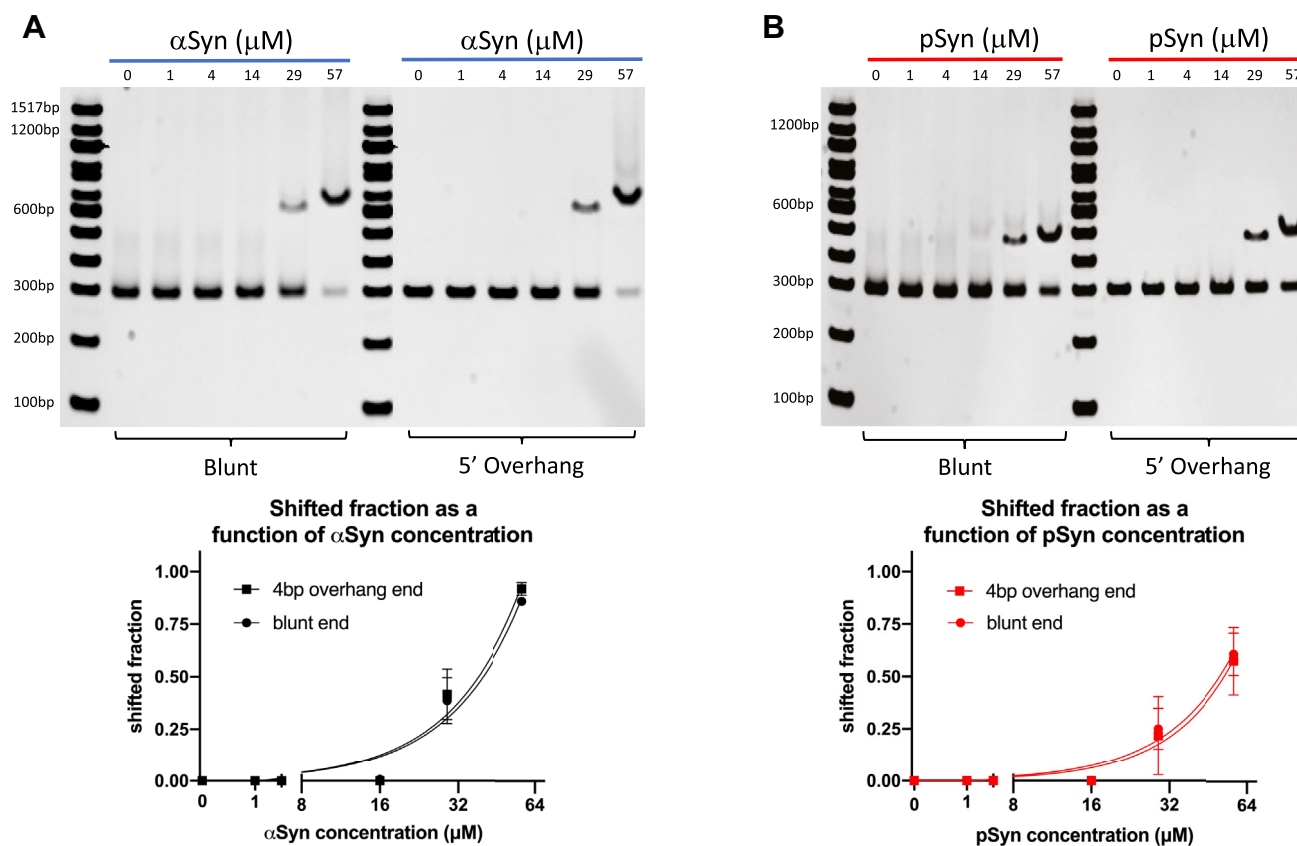 A
αSyn (μM)
αSyn (μM)
0 1 4 14 29 57
0 1 4 14 29 57
1517bp
1200bp
600bp
300bp
200bp
100bp
Blunt
5’ Overhang
Shifted fraction as a
function of αSyn concentration
1.00
0.75
0.50
0.25
0.00
shifted fraction
4bp overhang end
blunt end
0 1 8 16 32 64
αSyn concentration (μM)
B
pSyn (μM)
pSyn (μM)
0 1 4 14 29 57
0 1 4 14 29 57
1200bp
600bp
300bp
200bp
100bp
Blunt
5’ Overhang
Shifted fraction as a
function of pSyn concentration
1.00
0.75
0.50
0.25
0.00
shifted fraction
4bp overhang end
blunt end
0 1 8 16 32 64
pSyn concentration (μM)